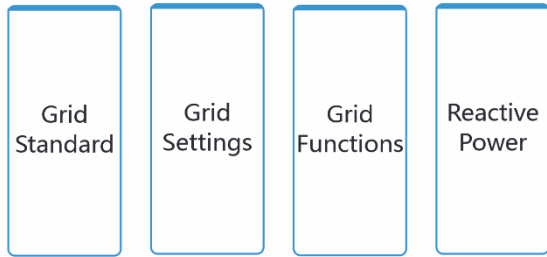 Grid
Standard
Grid
Settings
Grid
Functions
Reactive
Power